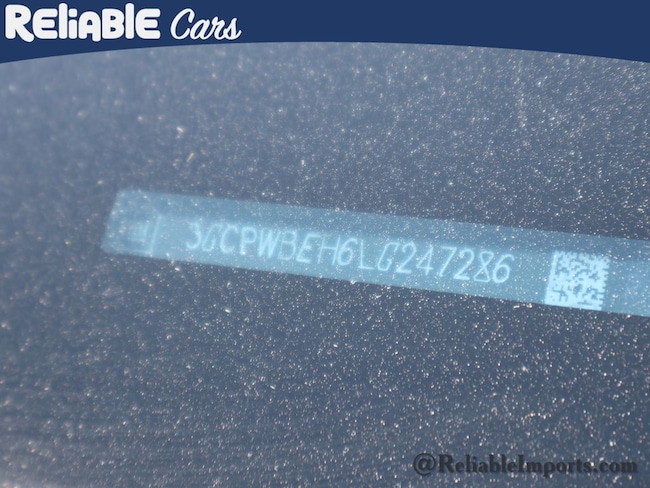 RELIABLE Cars
3GCPWBEH6LG247286
@ReliableImports.com